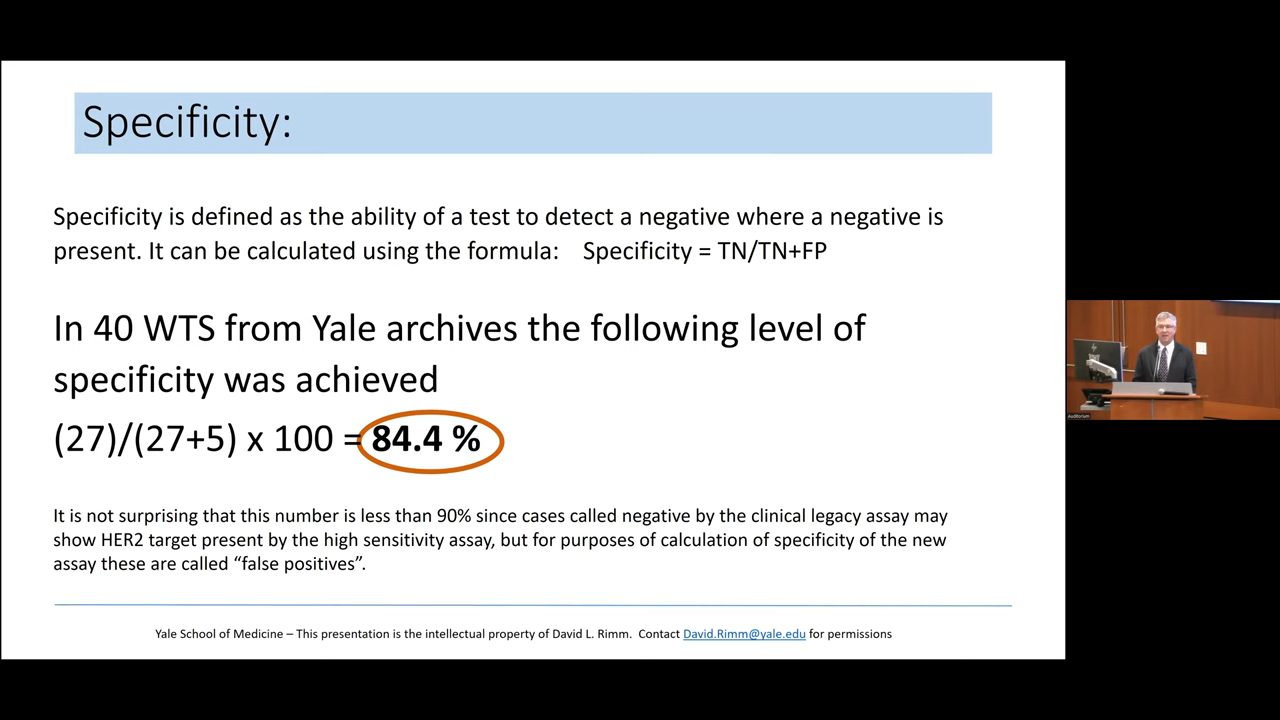 Specificity:
Specificity is defined as the ability of a test to detect a negative where a negative is
present. It can be calculated using the formula: Specificity = TN/TN+FP
In 40 WTS from Yale archives the following level of
specificity was achieved
(27)/(27+5) x 100 = 84.4 %
It is not surprising that this number is less than 90% since cases called negative by the clinical legacy assay may
show HER2 target present by the high sensitivity assay, but for purposes of calculation of specificity of the new
assay these are called “false positives”.
Yale School of Medicine – This presentation is the intellectual property of David L. Rimm. Contact David.Rimm@yale.edu for permissions
Auditorium